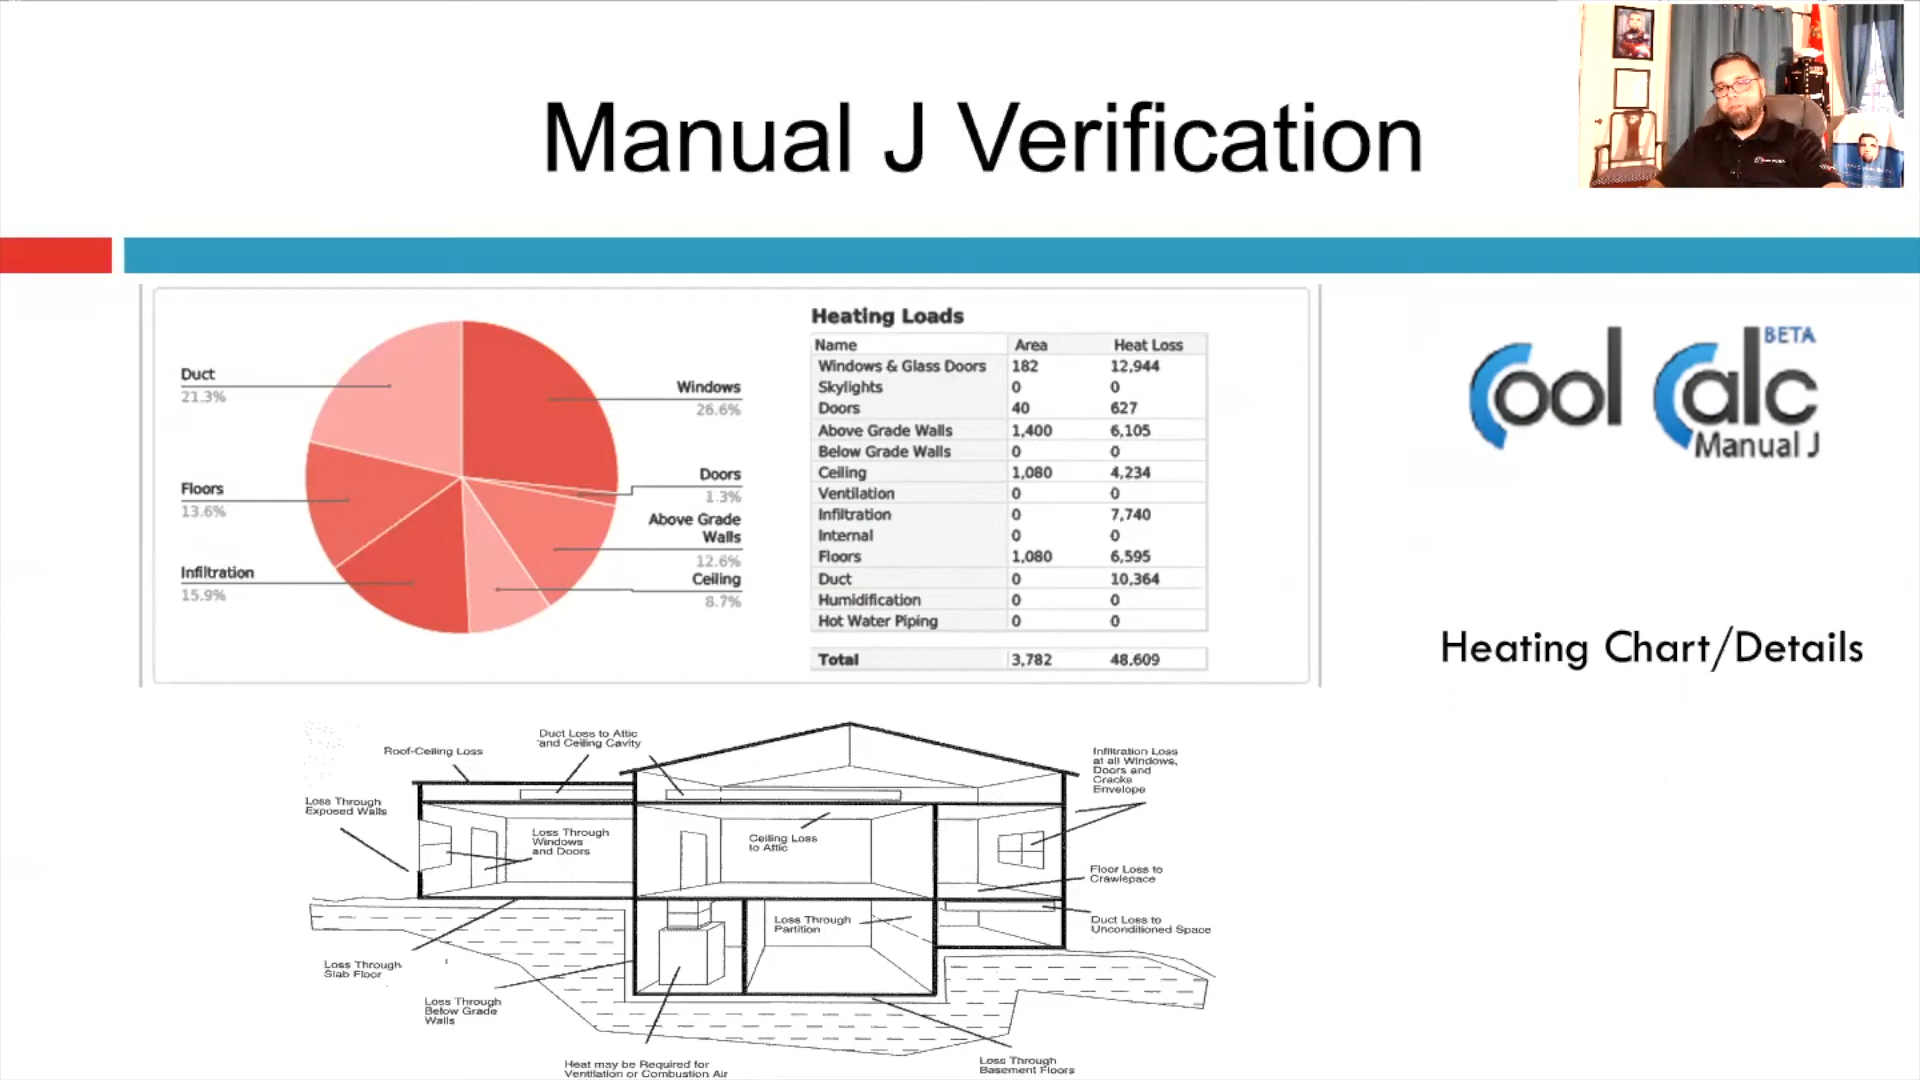 Manual J Verification
Duct
21.3%
Floors
13.6%
Infiltration
15.9%
Windows
26.6%
Doors
1.3%
Above Grade
Walls
12.6%
Ceiling
8.7%
Heating Loads
Name Area Heat Loss
Windows & Glass Doors 182 12,944
Skylights 0 0
Doors 40 627
Above Grade Walls 1,400 6,105
Below Grade Walls 0 0
Ceiling 1,080 4,234
Ventilation 0 0
Infiltration 0 7,740
Internal 0 0
Floors 1,080 6,595
Duct 0 10,364
Humidification 0 0
Hot Water Piping 0 0
Total 3,782 48,609
BETA
Cool Calc
Manual J
Heating Chart/Details
Roof-Ceiling Loss
Duct Loss to Attic
and Ceiling Cavity
Infiltration Loss
at all Windows,
Doors and
Cracks
Envelope
Loss Through
Exposed Walls
Loss Through
Windows
and Doors
Ceiling Loss
to Attic
Floor Loss to
Crawlspace
Loss Through
Partition
Duct Loss to
Unconditioned Space
Loss Through
Slab Floor
Loss Through
Below Grade
Walls
Heat may be Required for
Ventilation or Combustion Air
Loss Through
Basement Floors